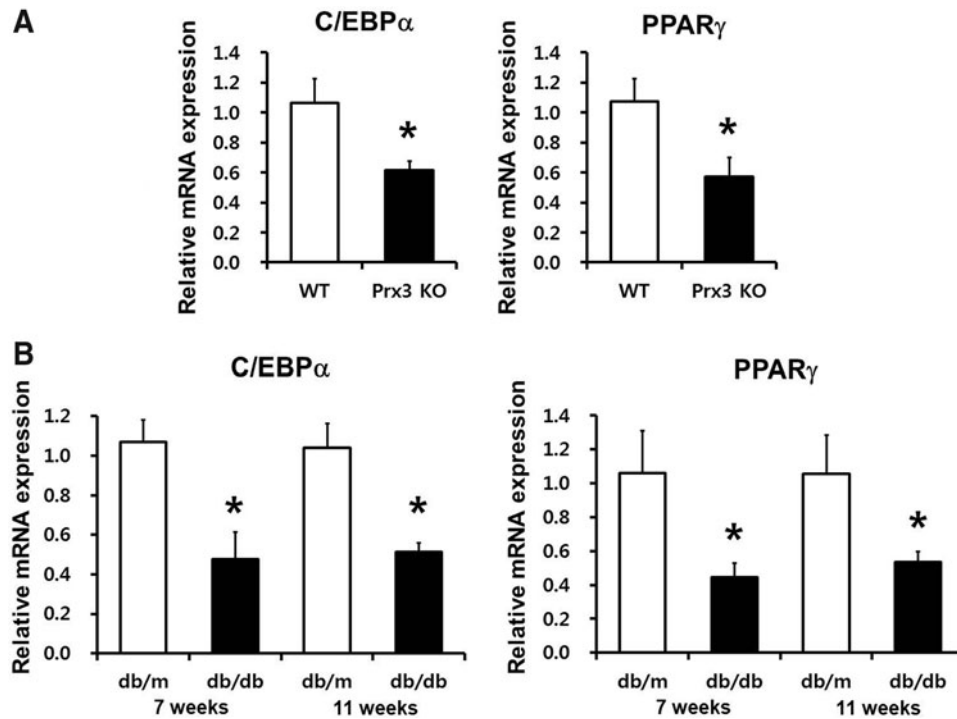 A
C/EBPα
PPARγ
Relative mRNA expression
1.4
1.2
1.0
0.8
0.6
0.4
0.2
0.0
*
WT Prx3 KO
Relative mRNA expression
1.4
1.2
1.0
0.8
0.6
0.4
0.2
0.0
*
WT Prx3 KO
B
C/EBPα
PPARγ
Relative mRNA expression
1.2
1.0
0.8
0.6
0.4
0.2
0.0
* *
db/m db/db db/m db/db
7 weeks 11 weeks
Relative mRNA expression
1.4
1.2
1.0
0.8
0.6
0.4
0.2
0.0
* *
db/m db/db db/m db/db
7 weeks 11 weeks